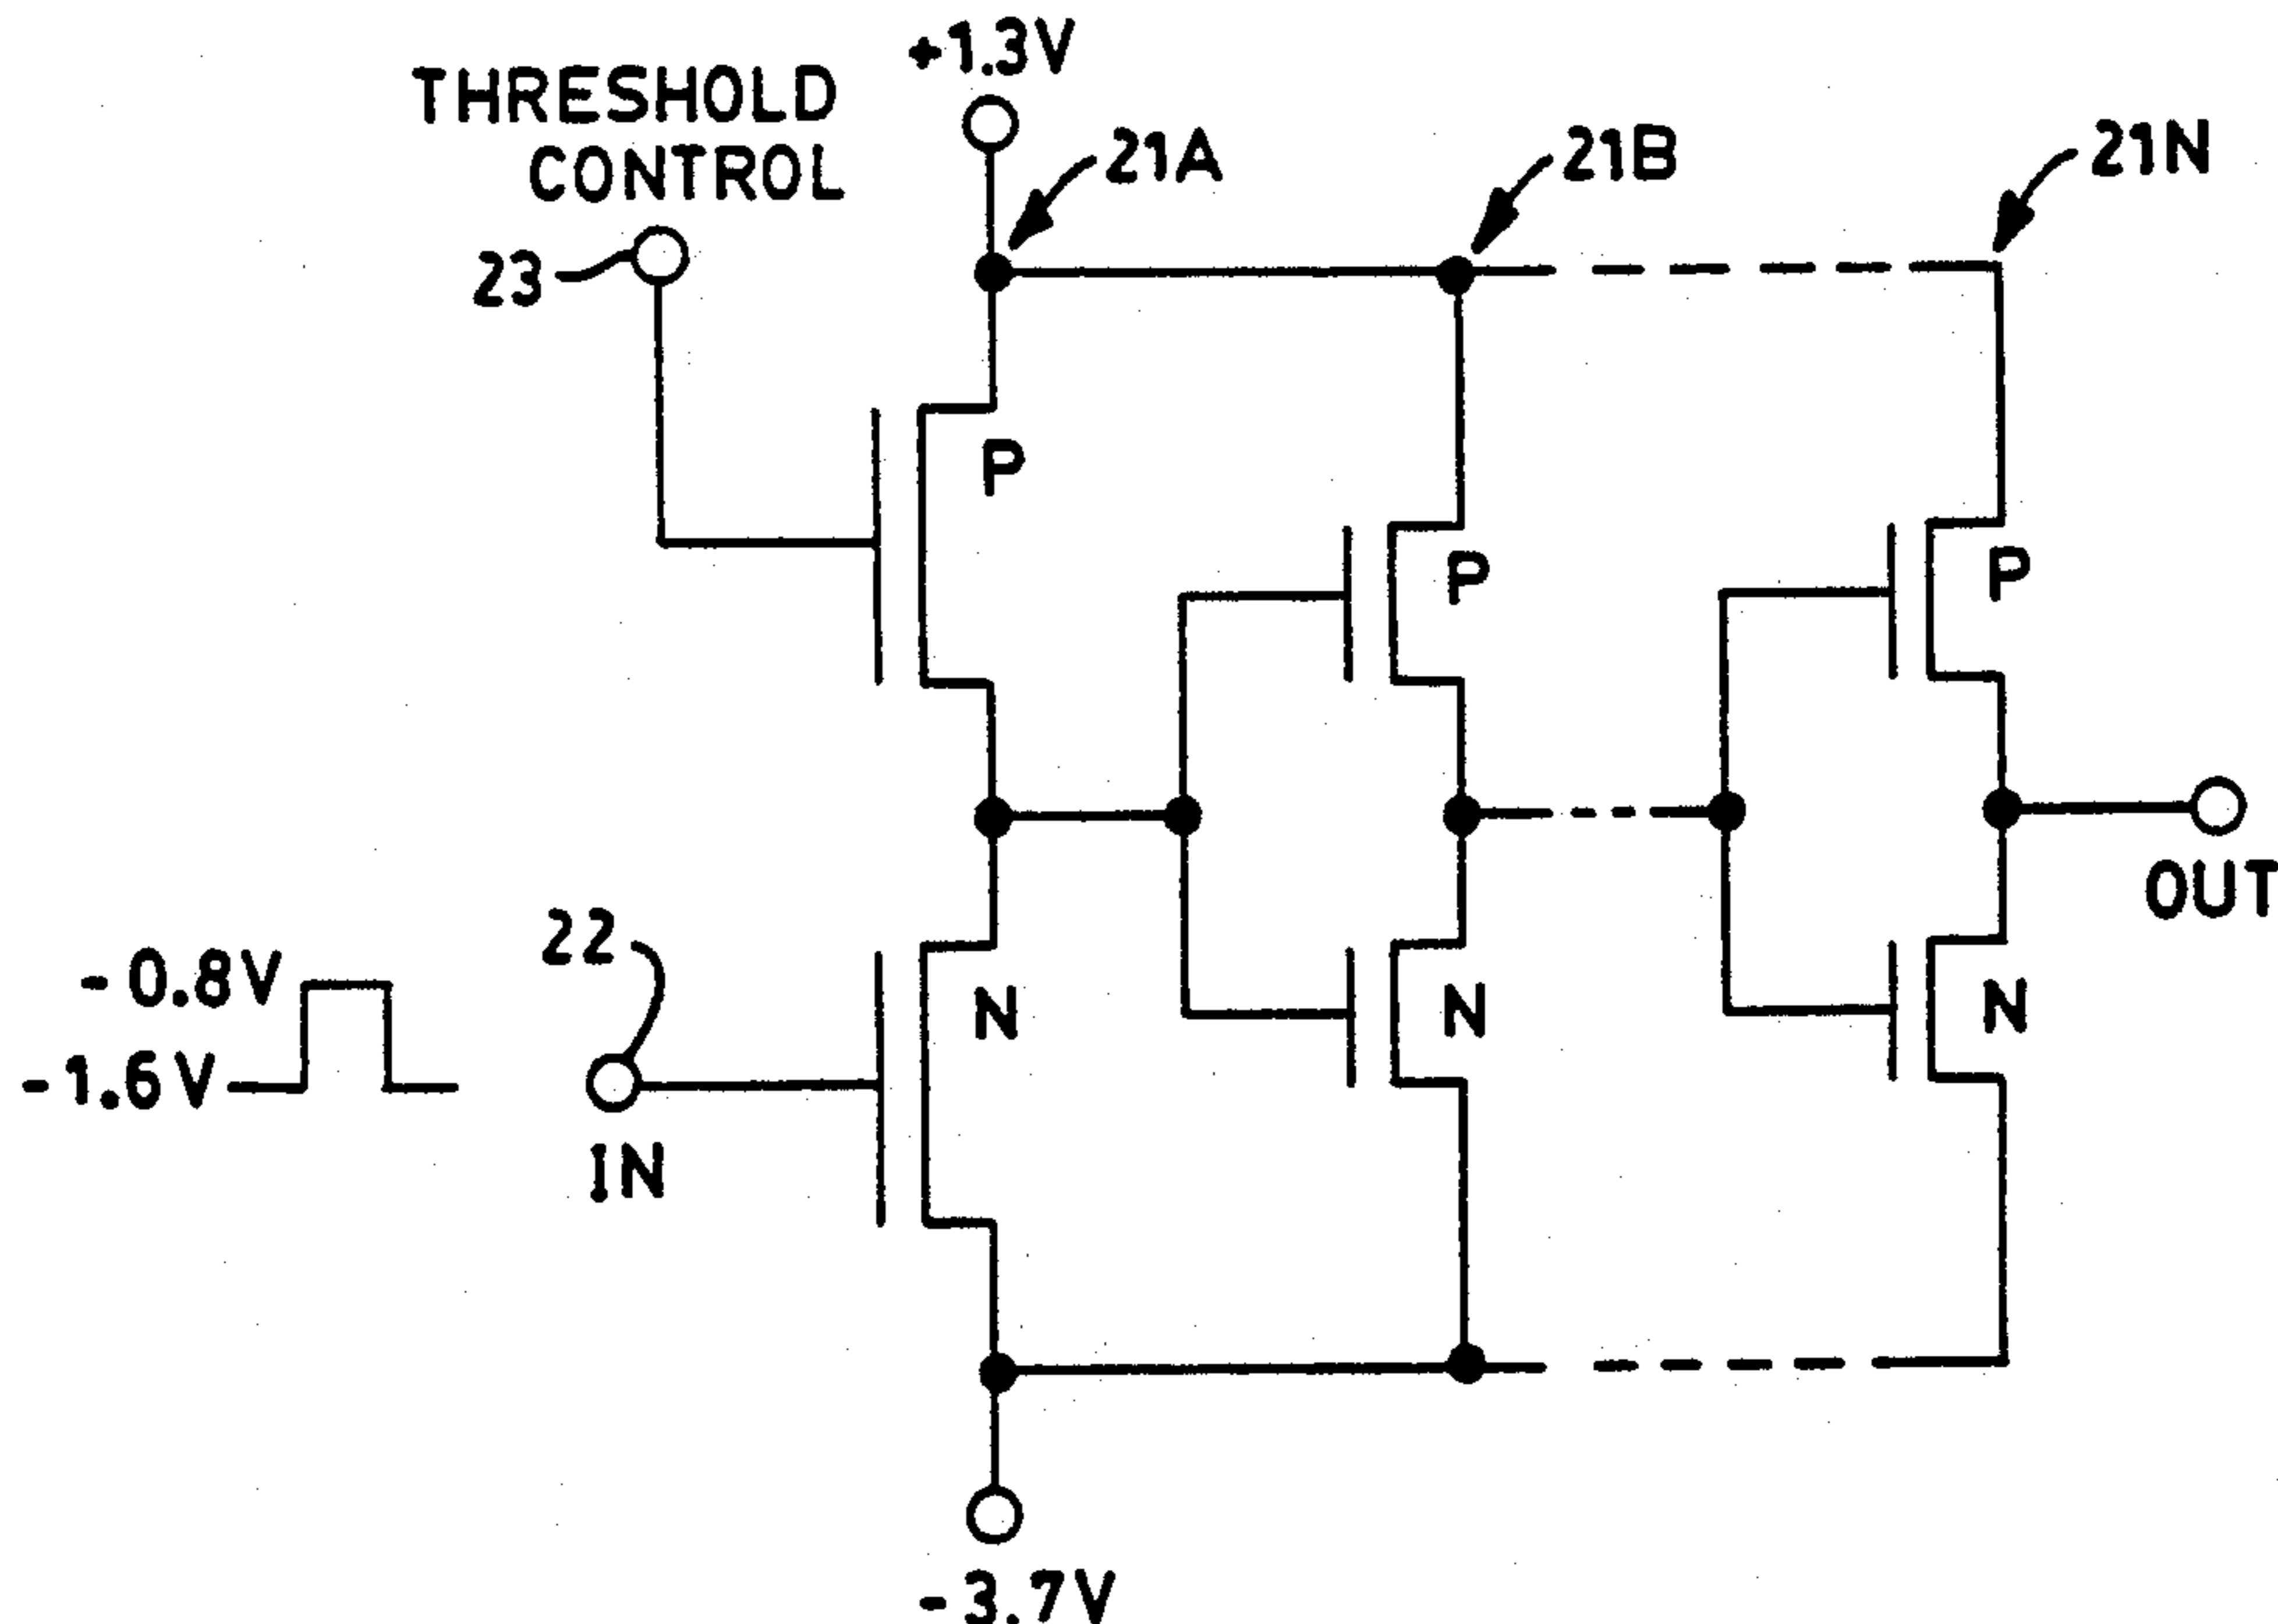 +1.3V
THRESHOLD
CONTROL
21A
21B
21N
23
P
P
P
22
OUT
-0.8V
N
N
N
-1.6V
IN
-3.7V